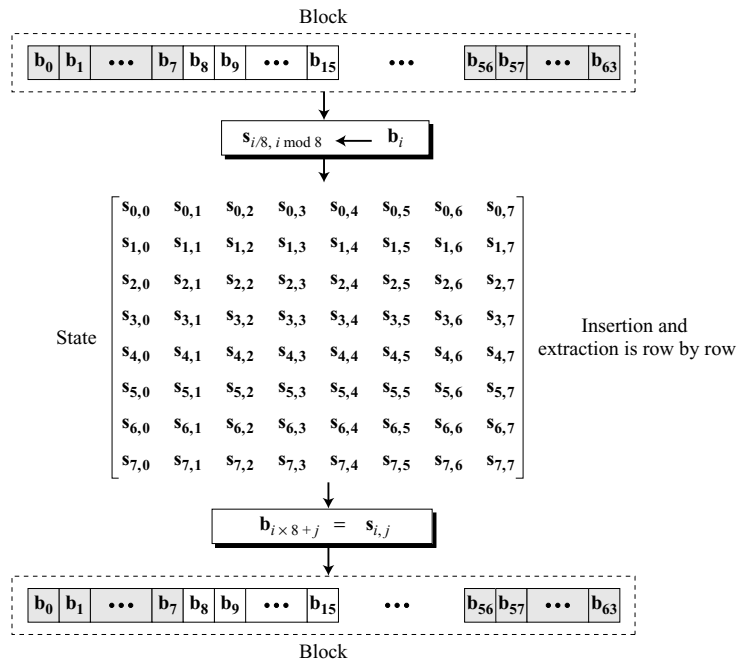 Block
b0 b1 ••• b7 b8 b9 ••• b15 ••• b56 b57 ••• b63
s i/8, i mod 8 ← bi
s0,0 s0,1 s0,2 s0,3 s0,4 s0,5 s0,6 s0,7
s1,0 s1,1 s1,2 s1,3 s1,4 s1,5 s1,6 s1,7
s2,0 s2,1 s2,2 s2,3 s2,4 s2,5 s2,6 s2,7
s3,0 s3,1 s3,2 s3,3 s3,4 s3,5 s3,6 s3,7
State
s4,0 s4,1 s4,2 s4,3 s4,4 s4,5 s4,6 s4,7
s5,0 s5,1 s5,2 s5,3 s5,4 s5,5 s5,6 s5,7
s6,0 s6,1 s6,2 s6,3 s6,4 s6,5 s6,6 s6,7
s7,0 s7,1 s7,2 s7,3 s7,4 s7,5 s7,6 s7,7
Insertion and
extraction is row by row
b i × 8 + j = s i, j
b0 b1 ••• b7 b8 b9 ••• b15 ••• b56 b57 ••• b63
Block